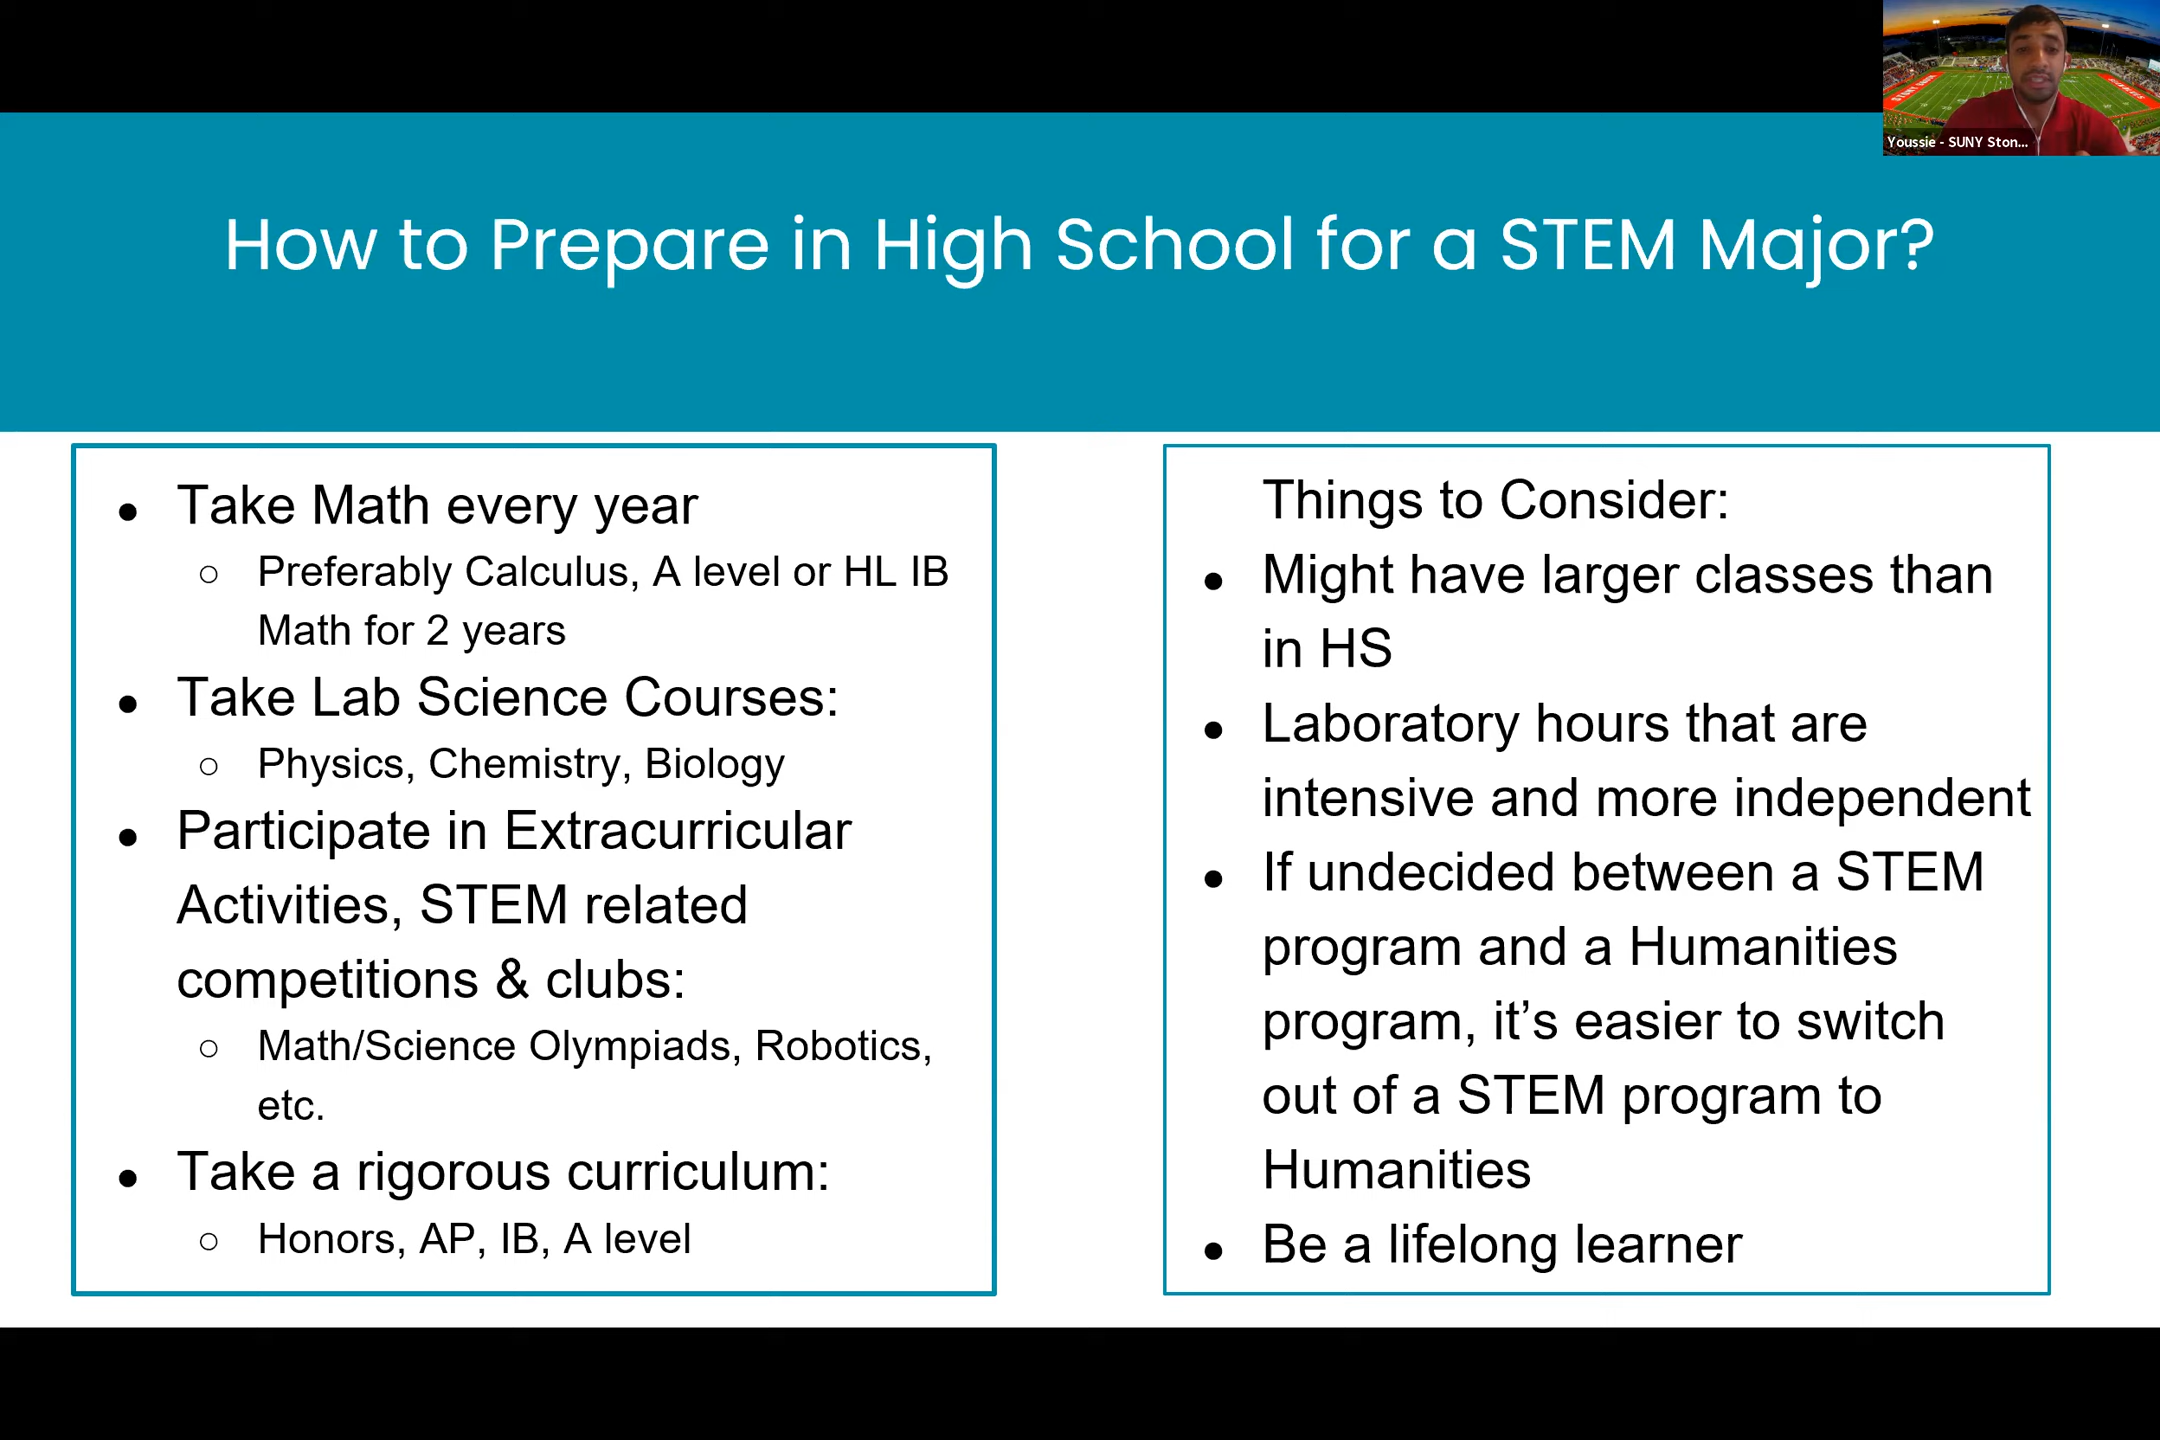 Youssie - SUNY Ston...
How to Prepare in High School for a STEM Major?
● Take Math every year
○ Preferably Calculus, A level or HL IB
Math for 2 years
● Take Lab Science Courses:
○ Physics, Chemistry, Biology
● Participate in Extracurricular
Activities, STEM related
competitions & clubs:
○ Math/Science Olympiads, Robotics,
etc.
● Take a rigorous curriculum:
○ Honors, AP, IB, A level
Things to Consider:
● Might have larger classes than
in HS
● Laboratory hours that are
intensive and more independent
● If undecided between a STEM
program and a Humanities
program, it’s easier to switch
out of a STEM program to
Humanities
● Be a lifelong learner